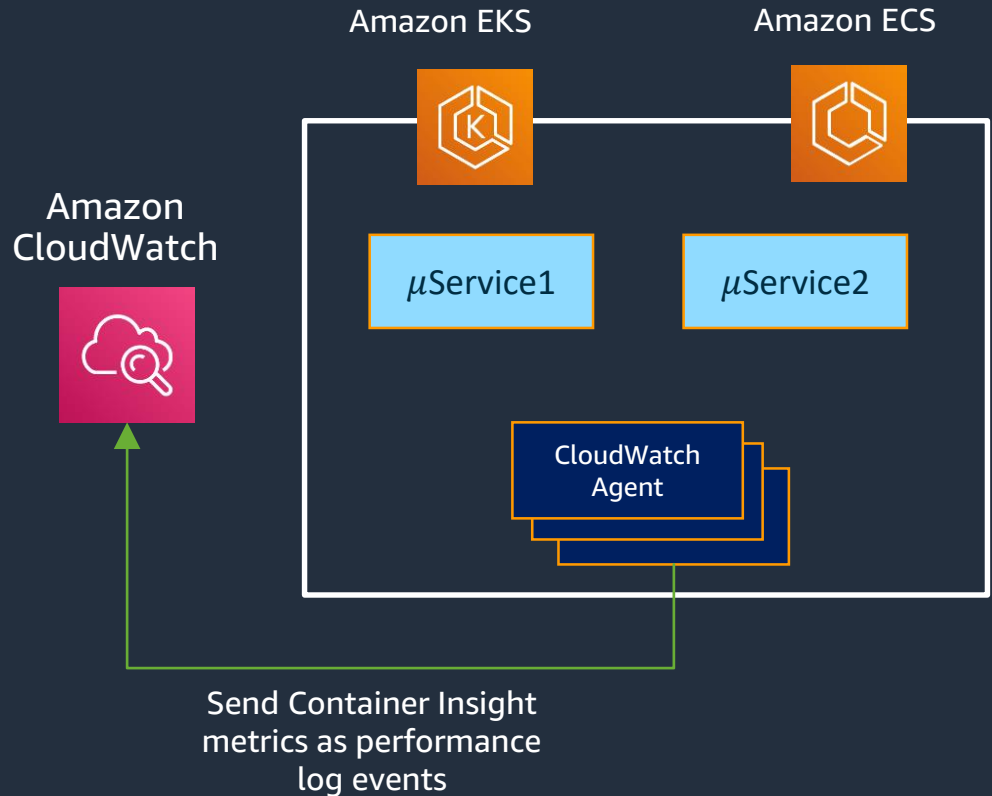 Amazon EKS
Amazon ECS
K
Amazon
CloudWatch
μService1
μService2
CloudWatch
Agent
Send Container Insight
metrics as performance
log events